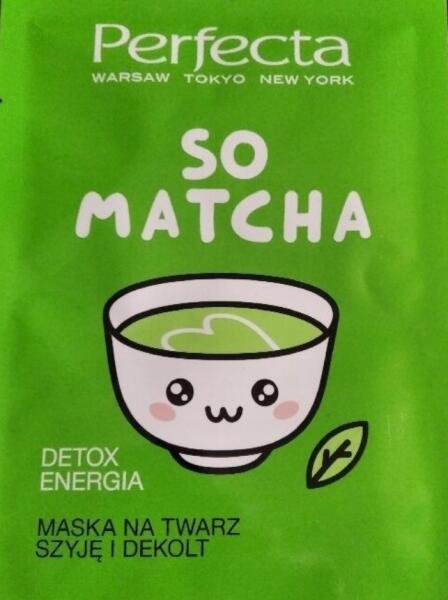 Perfecta
WARSAW TOKYO NEW YORK
SO
MATCHA
DETOX
ENERGIA
MASKA NA TWARZ
SZYJĘ I DEKOLT